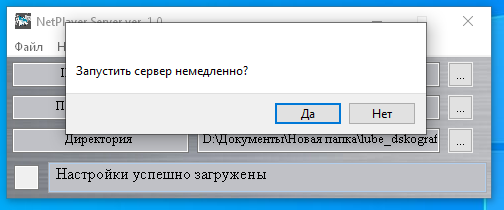 NetPlayer Server ver. 1.0
Файл
Запустить сервер немедленно?
...
Да
Нет
...
Директория
D:\Документы\Новая папка\lube_dskograf
...
Настройки успешно загружены